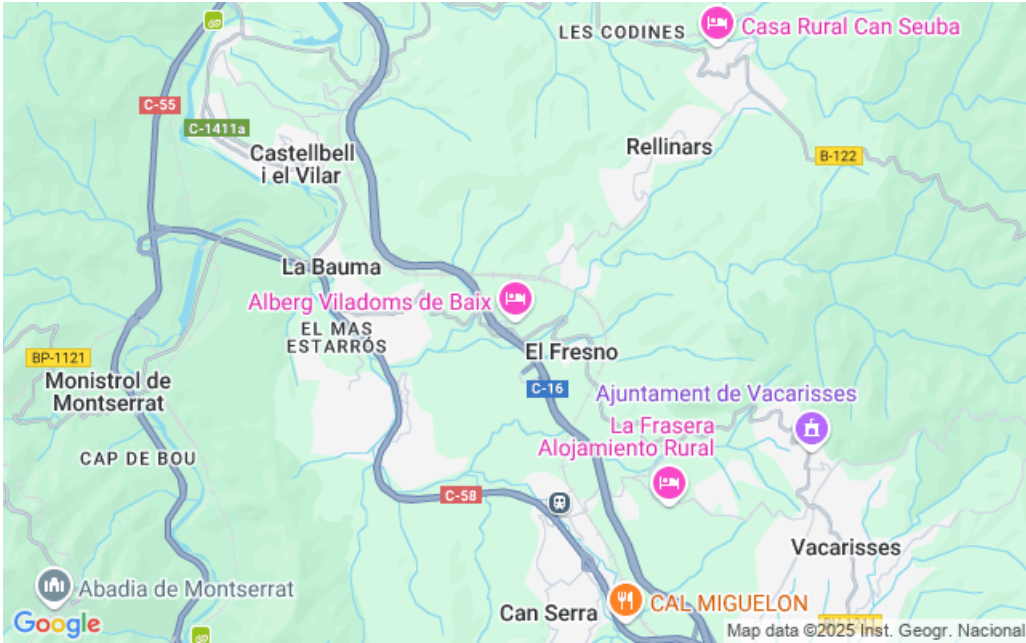 LES CODINES
Casa Rural Can Seuba
C-55
C-1411a
Castellbell
i el Vilar
Rellinars
B-122
La Bauma
Alberg Viladoms de Baix
EL MAS
ESTARRÓS
El Fresno
BP-1121
Monistrol de
Montserrat
C-16
Ajuntament de Vacarisses
La Frasera
Alojamiento Rural
CAP DE BOU
C-58
Vacarisses
Abadia de Montserrat
Can Serra
CAL MIGUELON
Google
Map data ©2025 Inst. Geogr. Nacional